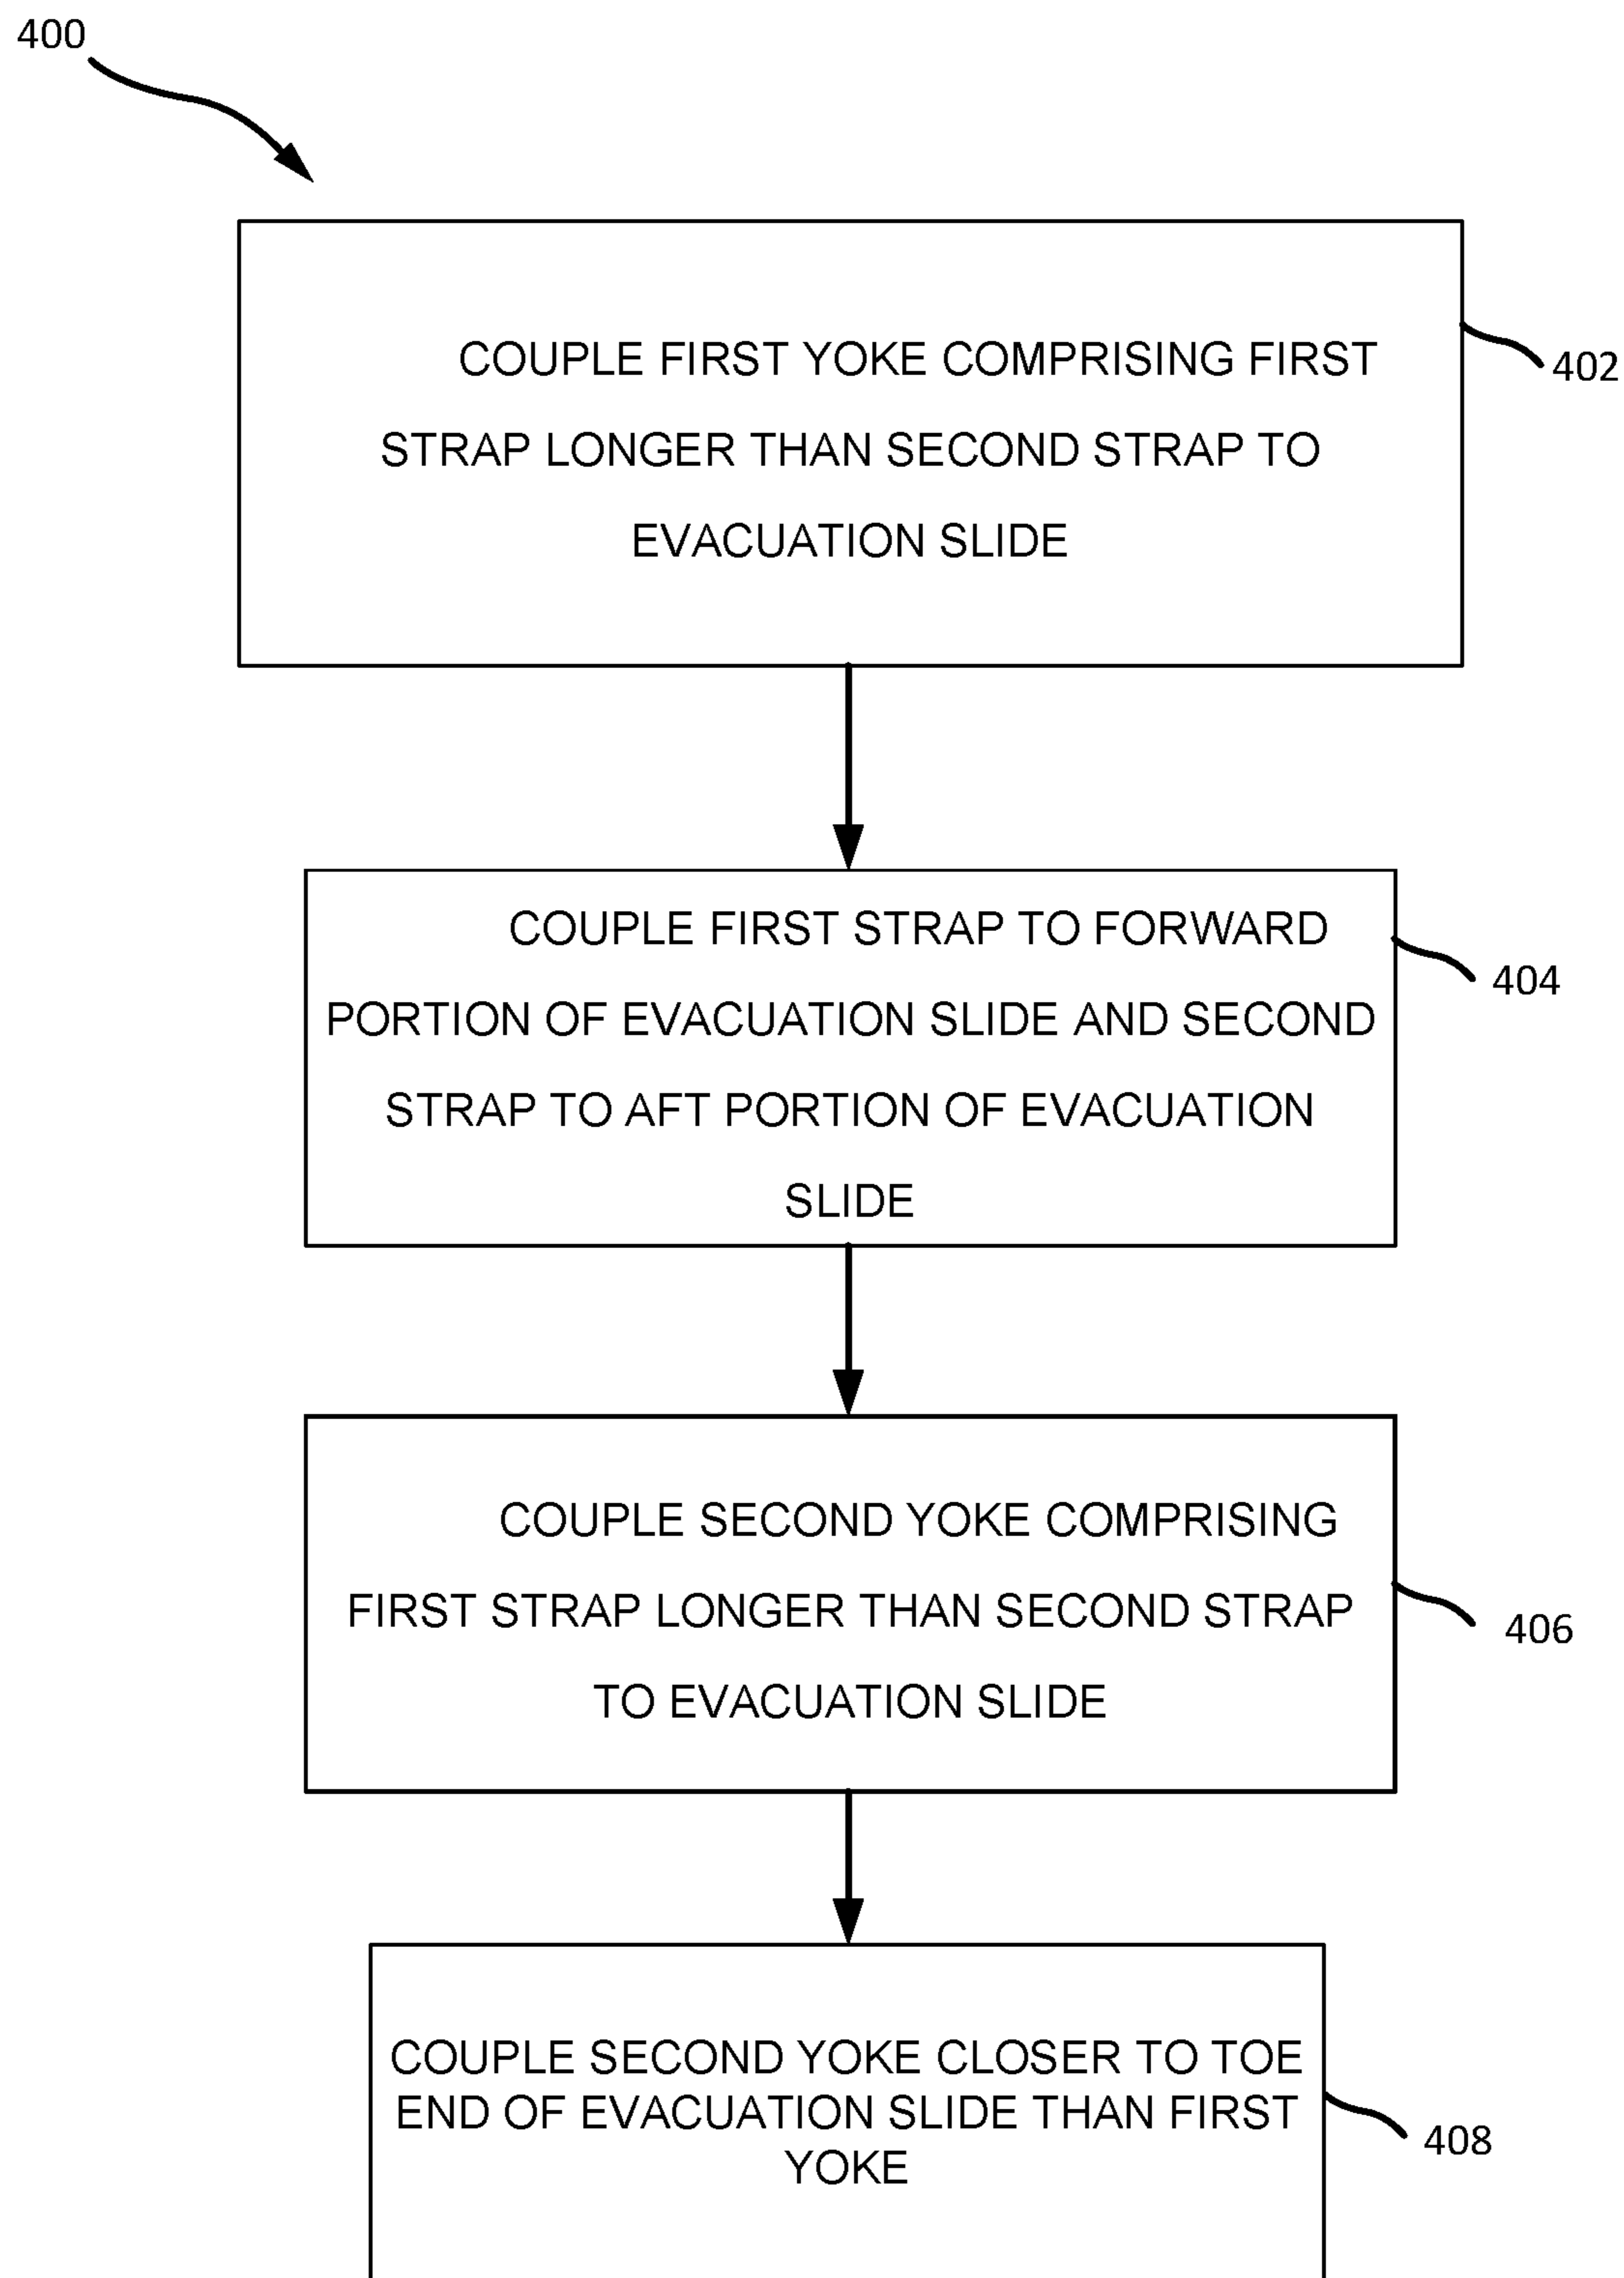 400
COUPLE FIRST YOKE COMPRISING FIRST
STRAP LONGER THAN SECOND STRAP TO
EVACUATION SLIDE
402
COUPLE FIRST STRAP TO FORWARD
PORTION OF EVACUATION SLIDE AND SECOND
STRAP TO AFT PORTION OF EVACUATION
SLIDE
404
COUPLE SECOND YOKE COMPRISING
FIRST STRAP LONGER THAN SECOND STRAP
TO EVACUATION SLIDE
406
COUPLE SECOND YOKE CLOSER TO TOE
END OF EVACUATION SLIDE THAN FIRST
YOKE
408